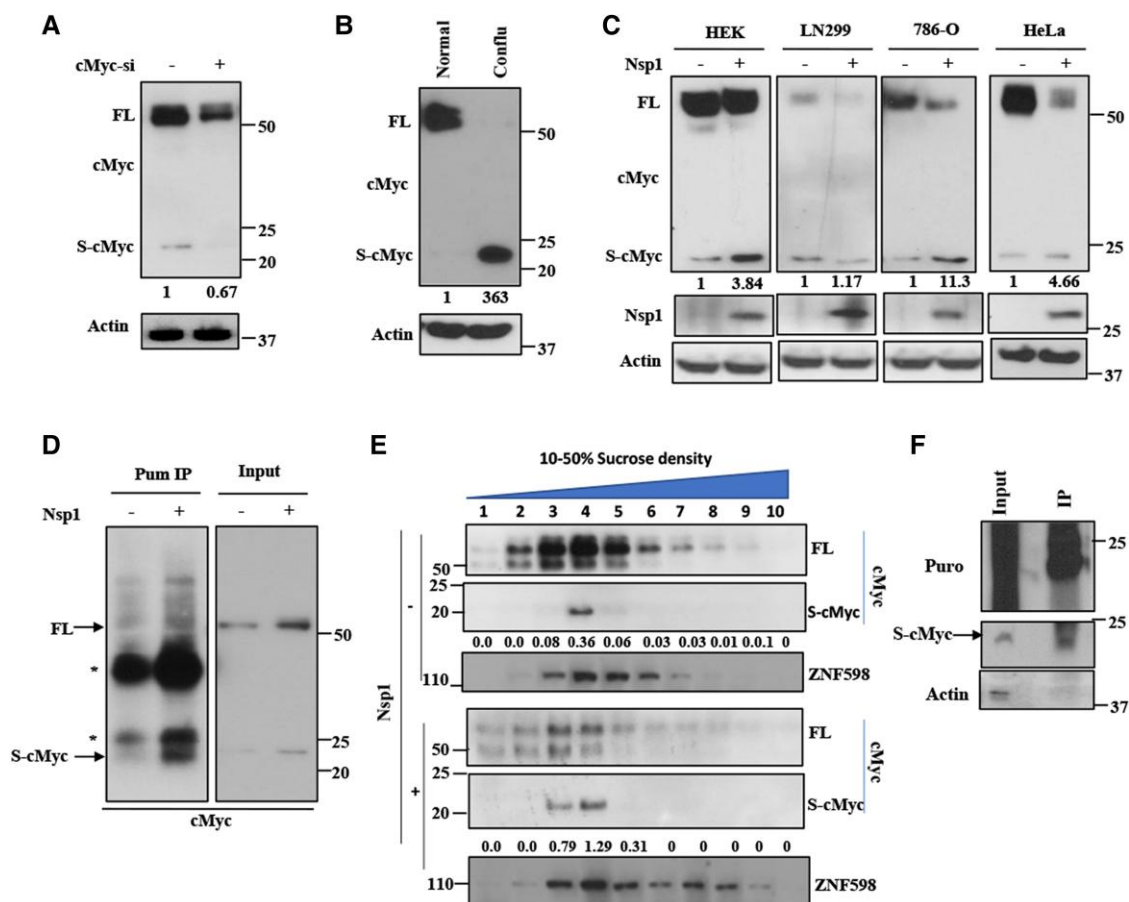 A
cMyc-si - +
FL
50
cMyc
25
S-cMyc
20
1 0.67
Actin
37
B
Normal Conflu
FL
50
cMyc
25
S-cMyc
20
1 363
Actin
37
C
HEK LN299 786-O HeLa
Nsp1 - + - + - + - +
FL
50
cMyc
25
S-cMyc
1 3.84 1 1.17 1 11.3 1 4.66
Nsp1
25
Actin
37
D
Pum IP Input
Nsp1 - + - +
FL
50
*
*
25
S-cMyc
20
cMyc
E
10-50% Sucrose density
1 2 3 4 5 6 7 8 9 10
Nsp1
-
FL
50
cMyc
25
20
S-cMyc
0.0 0.0 0.08 0.36 0.06 0.03 0.03 0.01 0.0.1 0
110
ZNF598
+
FL
50
cMyc
25
S-cMyc
20
0.0 0.0 0.79 1.29 0.31 0 0 0 0 0
110
ZNF598
F
Input IP
25
Puro
25
S-cMyc
Actin
37